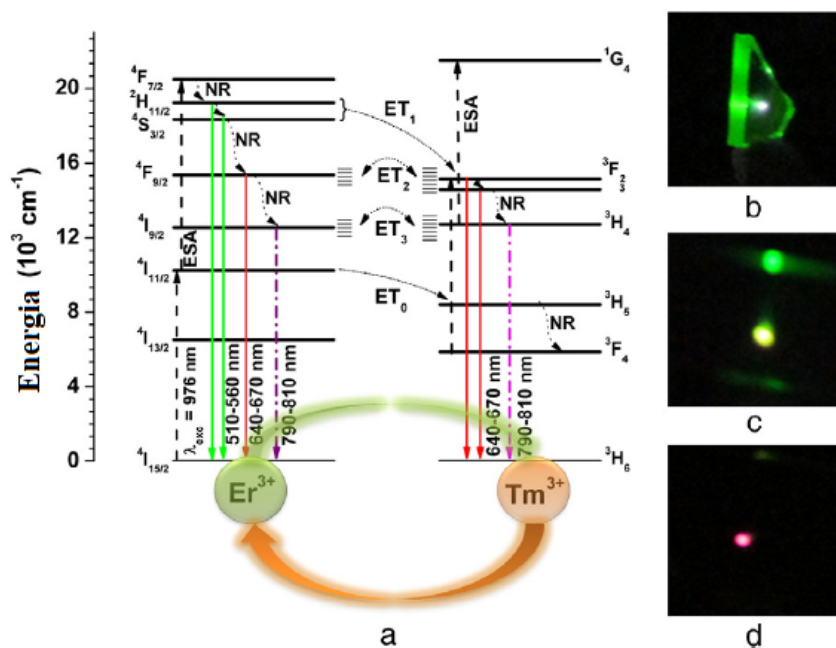 Energia (10³ cm⁻¹)
20
16
12
8
4
0
⁴F₇/₂
²H₁₁/₂
⁴S₃/₂
⁴F₉/₂
⁴I₉/₂
⁴I₁₁/₂
⁴I₁₃/₂
⁴I₁₅/₂
NR
NR
NR
ESA
λexc = 976 nm
510-560 nm
640-670 nm
790-810 nm
ET₁
ET₂
ET₃
ET₀
¹G₄
ESA
³F₂
₃
NR
³H₄
³H₅
NR
³F₄
640-670 nm
790-810 nm
³H₆
Er³⁺
Tm³⁺
a
b
c
d